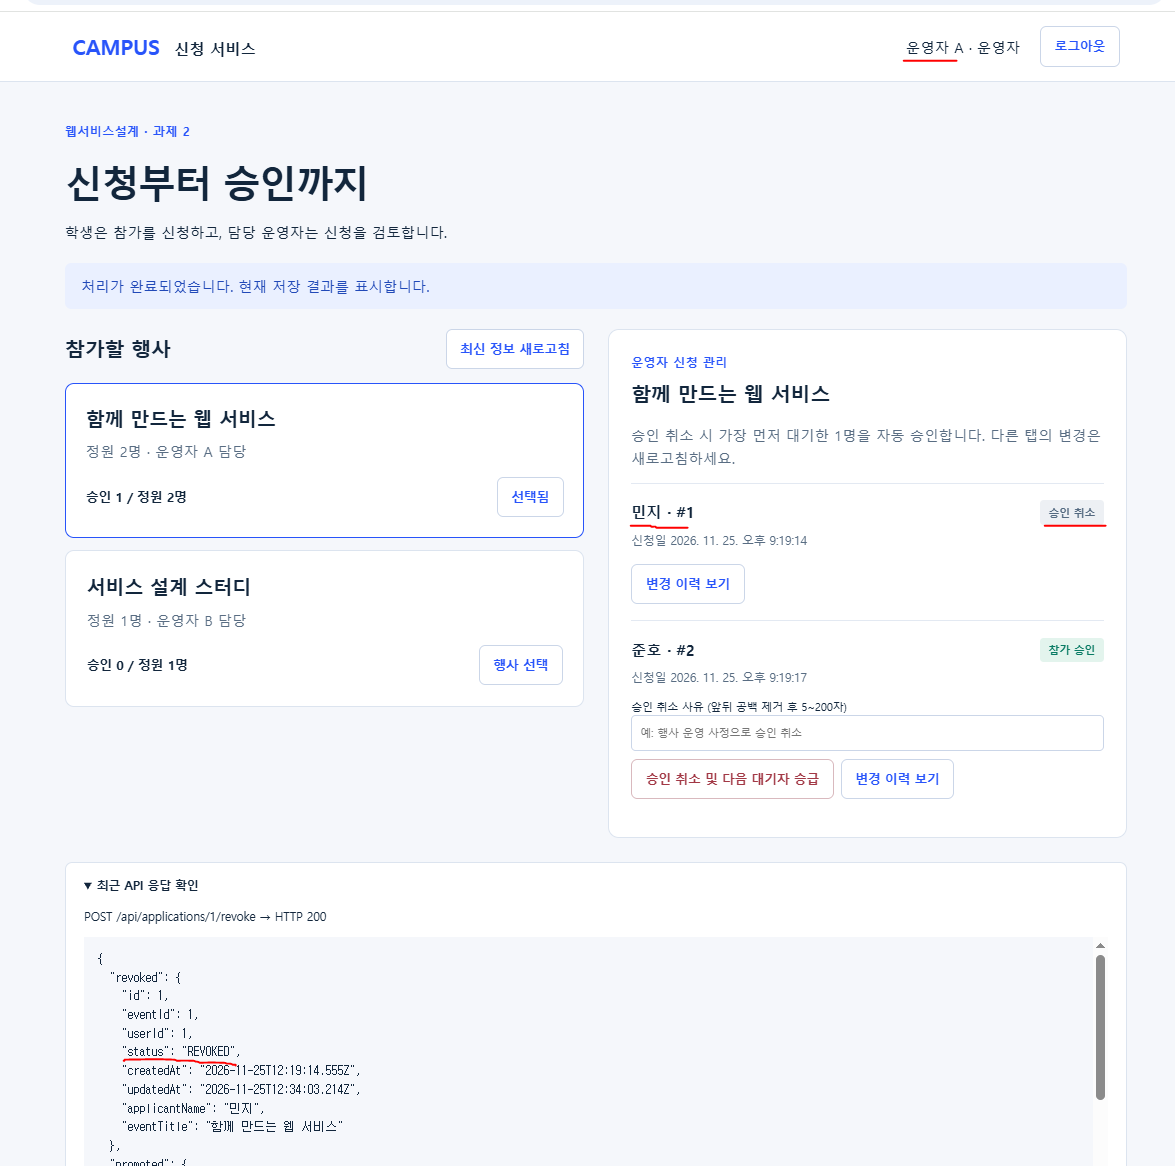 CAMPUS 신청 서비스
운영자 A · 운영자
로그아웃
웹서비스설계 · 과제 2
신청부터 승인까지
학생은 참가를 신청하고, 담당 운영자는 신청을 검토합니다.
처리가 완료되었습니다. 현재 저장 결과를 표시합니다.
참가할 행사
최신 정보 새로고침
함께 만드는 웹 서비스
정원 2명 · 운영자 A 담당
승인 1 / 정원 2명
선택됨
서비스 설계 스터디
정원 1명 · 운영자 B 담당
승인 0 / 정원 1명
행사 선택
운영자 신청 관리
함께 만드는 웹 서비스
승인 취소 시 가장 먼저 대기한 1명을 자동 승인합니다. 다른 탭의 변경은
새로고침하세요.
민지 · #1
승인 취소
신청일 2026. 11. 25. 오후 9:19:14
변경 이력 보기
준호 · #2
참가 승인
신청일 2026. 11. 25. 오후 9:19:17
승인 취소 사유 (앞뒤 공백 제거 후 5~200자)
예: 행사 운영 사정으로 승인 취소
승인 취소 및 다음 대기자 승급
변경 이력 보기
▼ 최근 API 응답 확인
POST /api/applications/1/revoke → HTTP 200
{
"revoked": {
"id": 1,
"eventId": 1,
"userId": 1,
"status": "REVOKED",
"createdAt": "2026-11-25T12:19:14.555Z",
"updatedAt": "2026-11-25T12:34:03.214Z",
"applicantName": "민지",
"eventTitle": "함께 만드는 웹 서비스"
},
"promoted": {